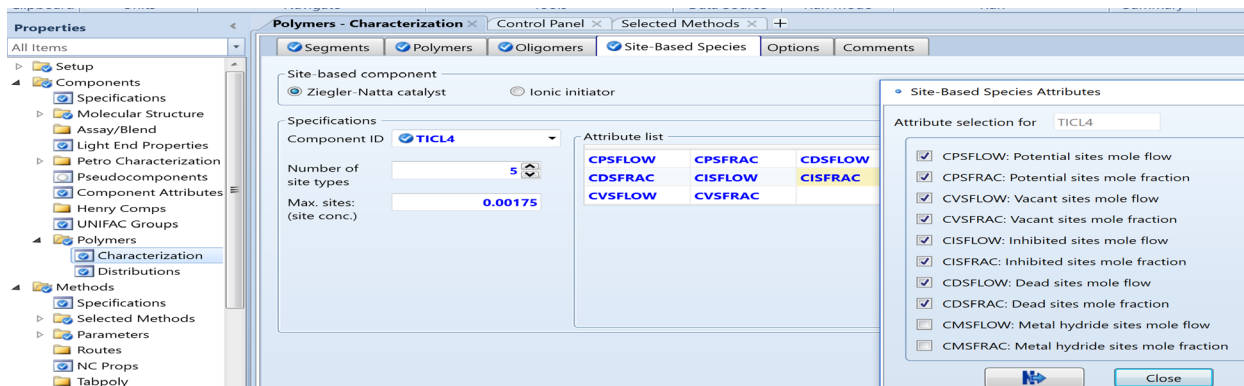 Properties
All Items
Setup
Components
Specifications
Molecular Structure
Assay/Blend
Light End Properties
Petro Characterization
Pseudocomponents
Component Attributes
Henry Comps
UNIFAC Groups
Polymers
Characterization
Distributions
Methods
Specifications
Selected Methods
Parameters
Routes
NC Props
Tabpoly
Polymers - Characterization × Control Panel × Selected Methods × +
Segments Polymers Oligomers Site-Based Species Options Comments
Site-based component
Ziegler-Natta catalyst Ionic initiator
Specifications
Component ID TICL4
Number of site types 5
Max. sites: 0.00175
(site conc.)
Attribute list
CPSFLOW CPSFRAC CDSFLOW
CDSFRAC CISFLOW CISFRAC
CVSFLOW CVSFRAC
Site-Based Species Attributes
Attribute selection for TICL4
CPSFLOW: Potential sites mole flow
CPSFRAC: Potential sites mole fraction
CVSFLOW: Vacant sites mole flow
CVSFRAC: Vacant sites mole fraction
CISFLOW: Inhibited sites mole flow
CISFRAC: Inhibited sites mole fraction
CDSFLOW: Dead sites mole flow
CDSFRAC: Dead sites mole fraction
CMSFLOW: Metal hydride sites mole flow
CMSFRAC: Metal hydride sites mole fraction
N Close